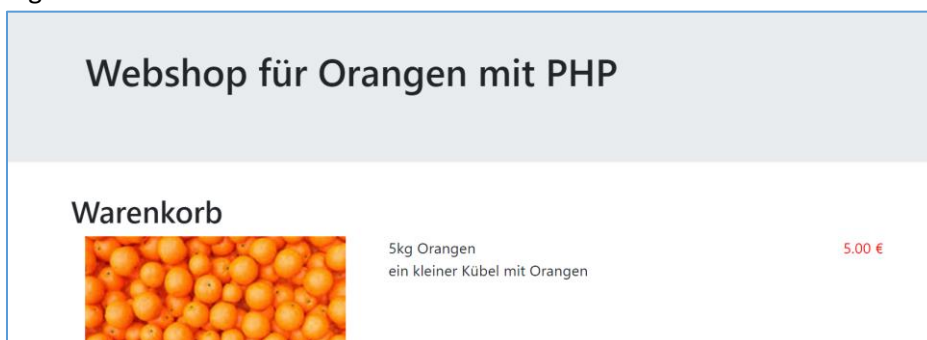 Webshop für Orangen mit PHP
Warenkorb
5kg Orangen 5.00 €
ein kleiner Kübel mit Orangen